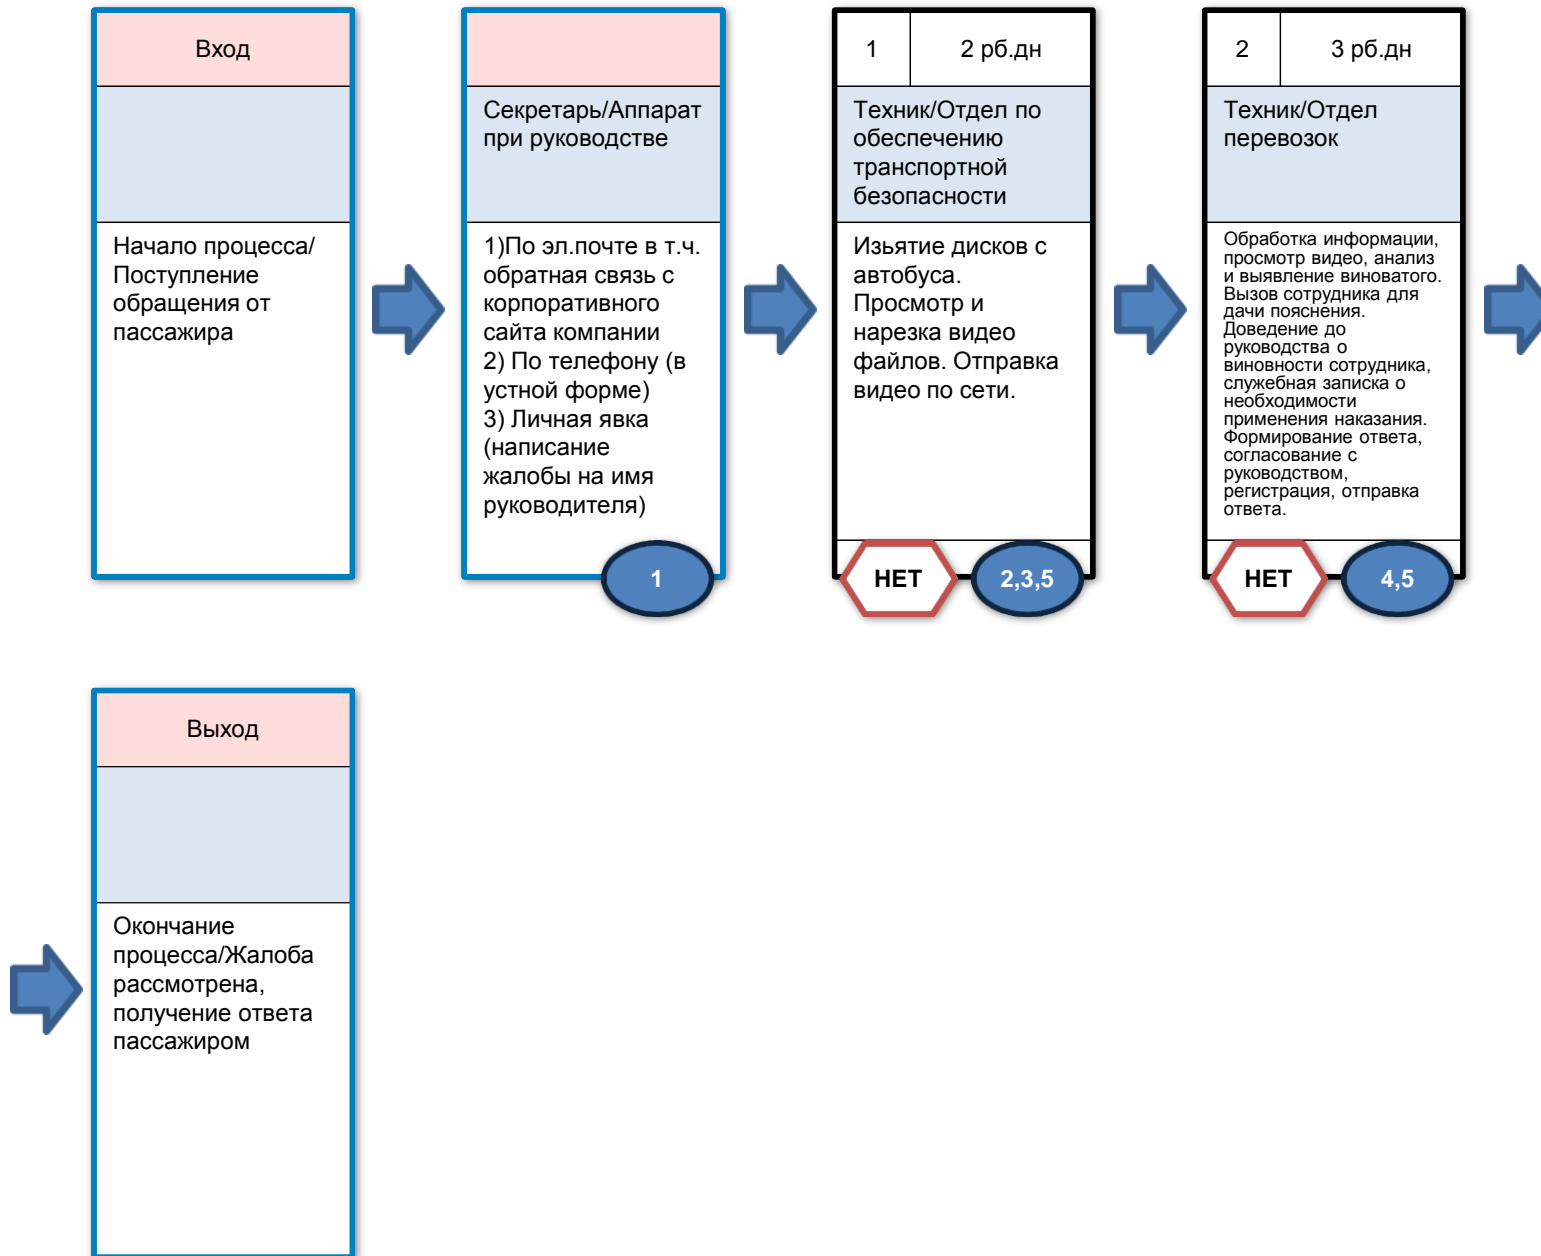 Вход
Начало процесса/
Поступление
обращения от
пассажира
Секретарь/Аппарат
при руководстве
1)По эл.почте в т.ч.
обратная связь с
корпоративного
сайта компании
2) По телефону (в
устной форме)
3) Личная явка
(написание
жалобы на имя
руководителя)
1
1
2 рб.дн
Техник/Отдел по
обеспечению
транспортной
безопасности
Изьятие дисков с
автобуса.
Просмотр и
нарезка видео
файлов. Отправка
видео по сети.
НЕТ
2,3,5
2
3 рб.дн
Техник/Отдел
перевозок
Обработка информации,
просмотр видео, анализ
и выявление виноватого.
Вызов сотрудника для
дачи пояснения.
Доведение до
руководства о
виновности сотрудника,
служебная записка о
необходимости
применения наказания.
Формирование ответа,
согласование с
руководством,
регистрация, отправка
ответа.
НЕТ
4,5
Выход
Окончание
процесса/Жалоба
рассмотрена,
получение ответа
пассажиром